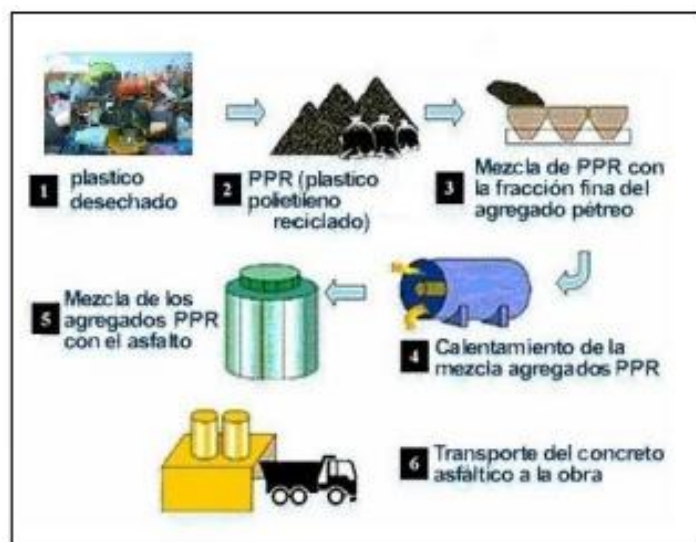 1 plastico
desechado
2 PPR (plastico
polietileno
reciclado)
3 Mezcla de PPR con
la fracción fina del
agregado pétreo
4 Calentamiento de la
mezcla agregados PPR
5 Mezcla de los
agregados PPR
con el asfalto
6 Transporte del concreto
asfáltico a la obra